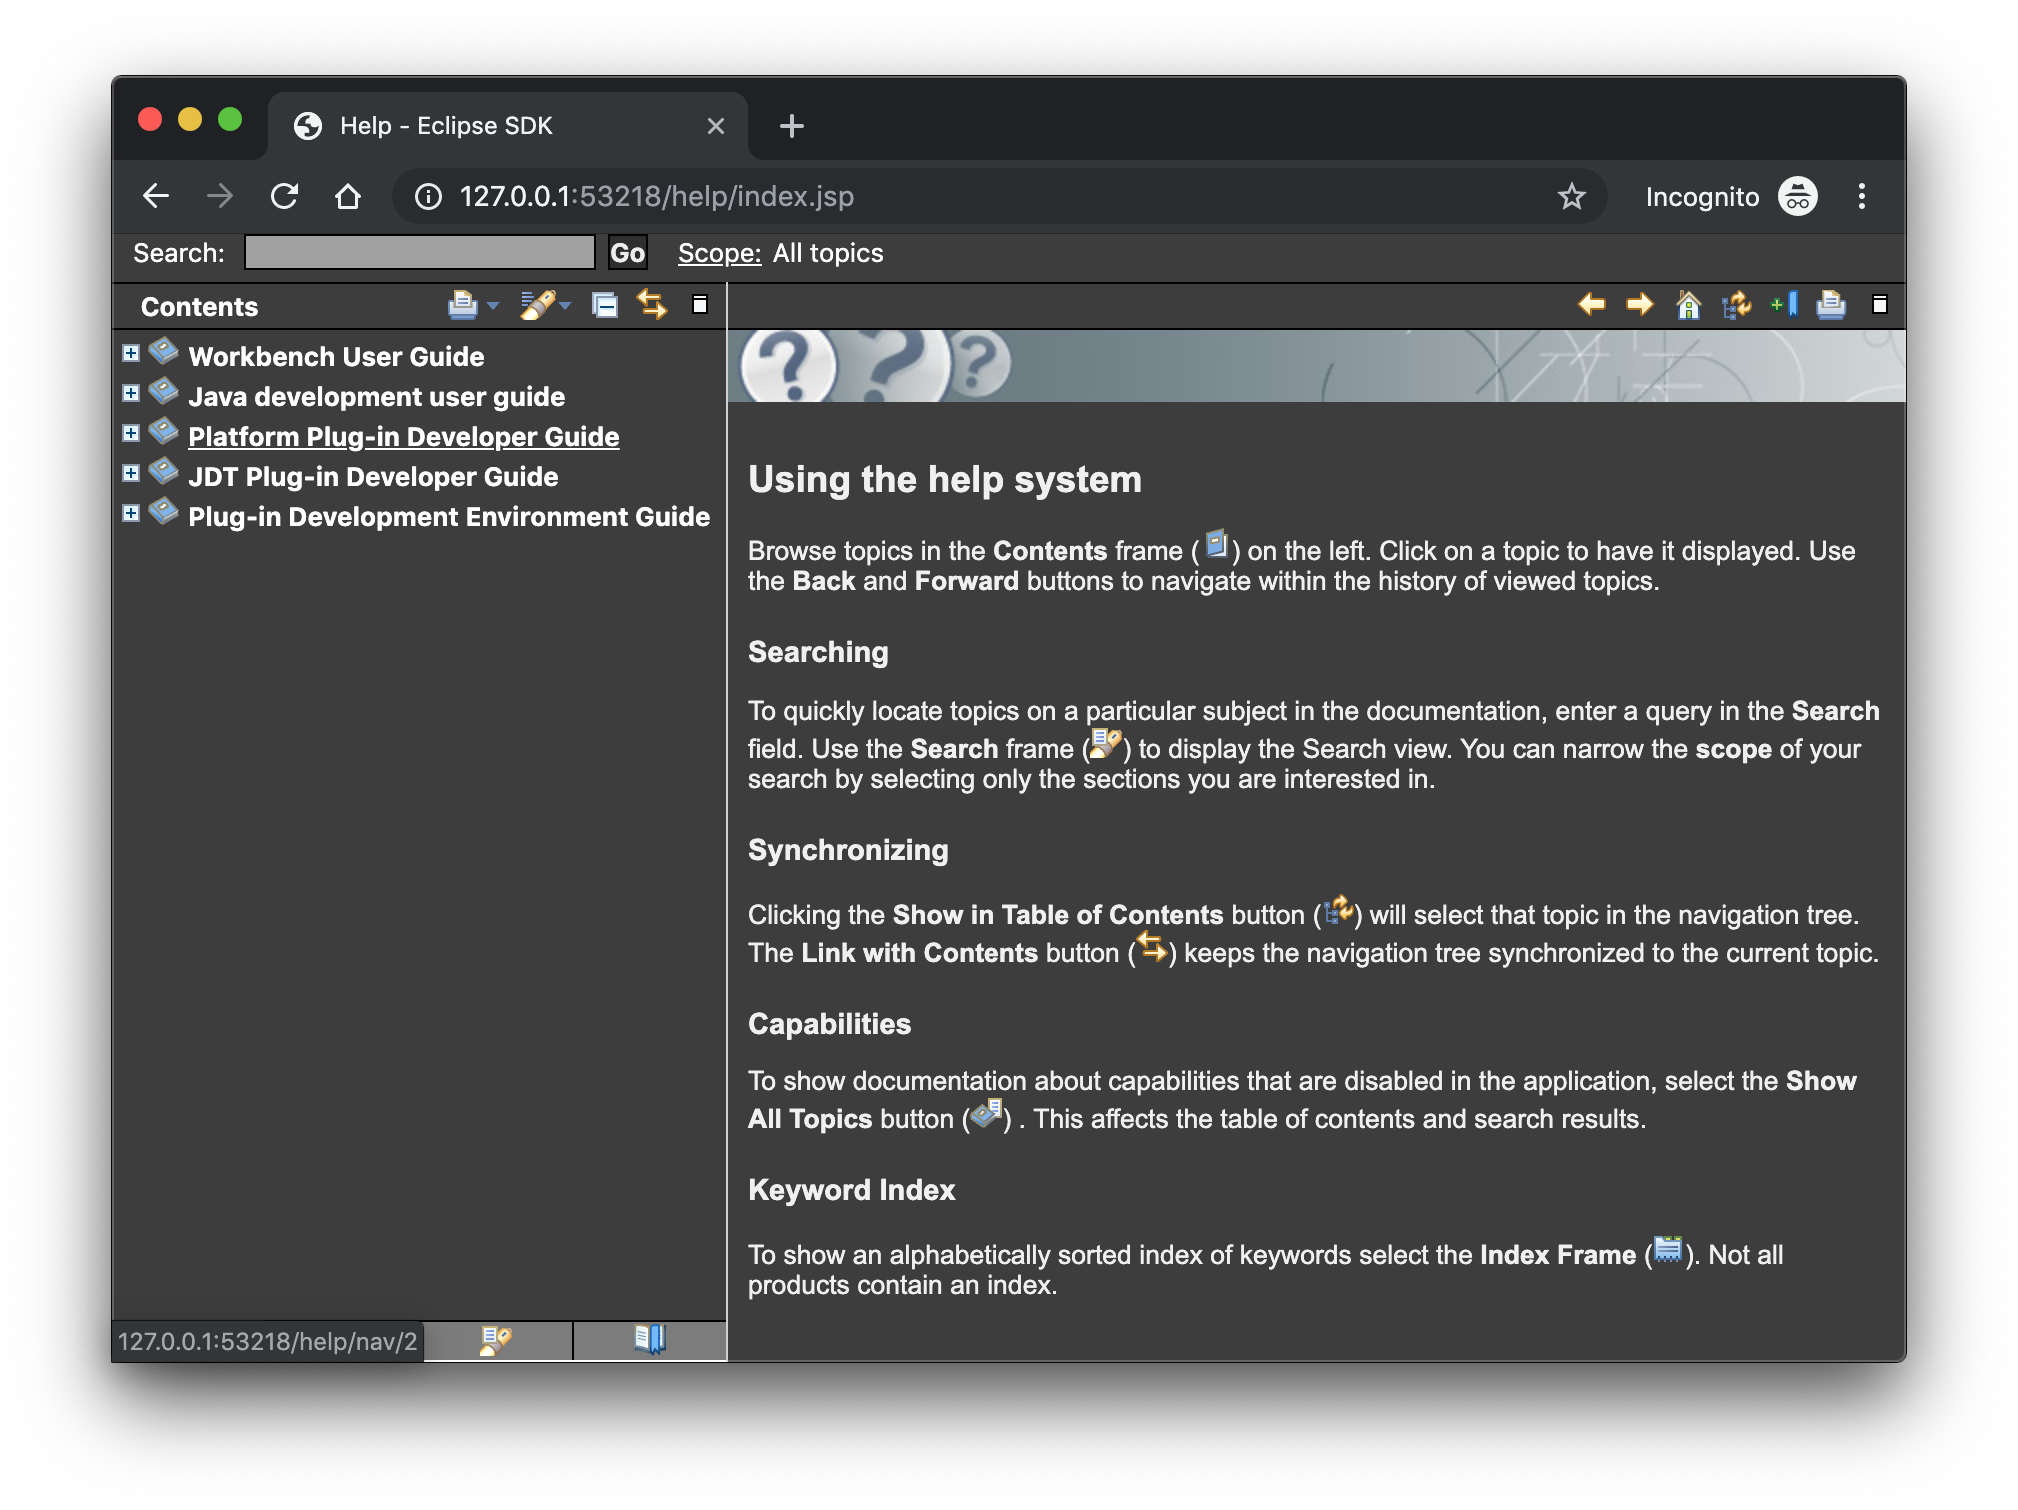 Help - Eclipse SDK
127.0.0.1:53218/help/index.jsp
Incognito
Search:
Go
Scope: All topics
Contents
Workbench User Guide
Java development user guide
Platform Plug-in Developer Guide
JDT Plug-in Developer Guide
Plug-in Development Environment Guide
127.0.0.1:53218/help/nav/2
Using the help system
Browse topics in the Contents frame ( ) on the left. Click on a topic to have it displayed. Use
the Back and Forward buttons to navigate within the history of viewed topics.
Searching
To quickly locate topics on a particular subject in the documentation, enter a query in the Search
field. Use the Search frame ( ) to display the Search view. You can narrow the scope of your
search by selecting only the sections you are interested in.
Synchronizing
Clicking the Show in Table of Contents button ( ) will select that topic in the navigation tree.
The Link with Contents button ( ) keeps the navigation tree synchronized to the current topic.
Capabilities
To show documentation about capabilities that are disabled in the application, select the Show
All Topics button ( ) . This affects the table of contents and search results.
Keyword Index
To show an alphabetically sorted index of keywords select the Index Frame ( ). Not all
products contain an index.